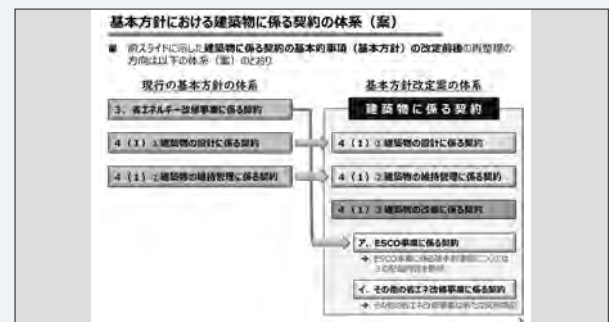 基本方針における建築物に係る契約の体系（案）
■ 前スライドに示した建築物に係る契約の基本的事項（基本方針）の改定前後の再整理の
方向は以下の体系（案）のとおり
現行の基本方針の体系
基本方針改定案の体系
建築物に係る契約
3．省エネルギー改修事業に係る契約
4（1）①建築物の設計に係る契約
4（1）①建築物の設計に係る契約
4（1）②建築物の維持管理に係る契約
4（1）②建築物の維持管理に係る契約
4（1）③建築物の改修に係る契約
ア．ESCO事業に係る契約
イ．その他の省エネ改修事業に係る契約